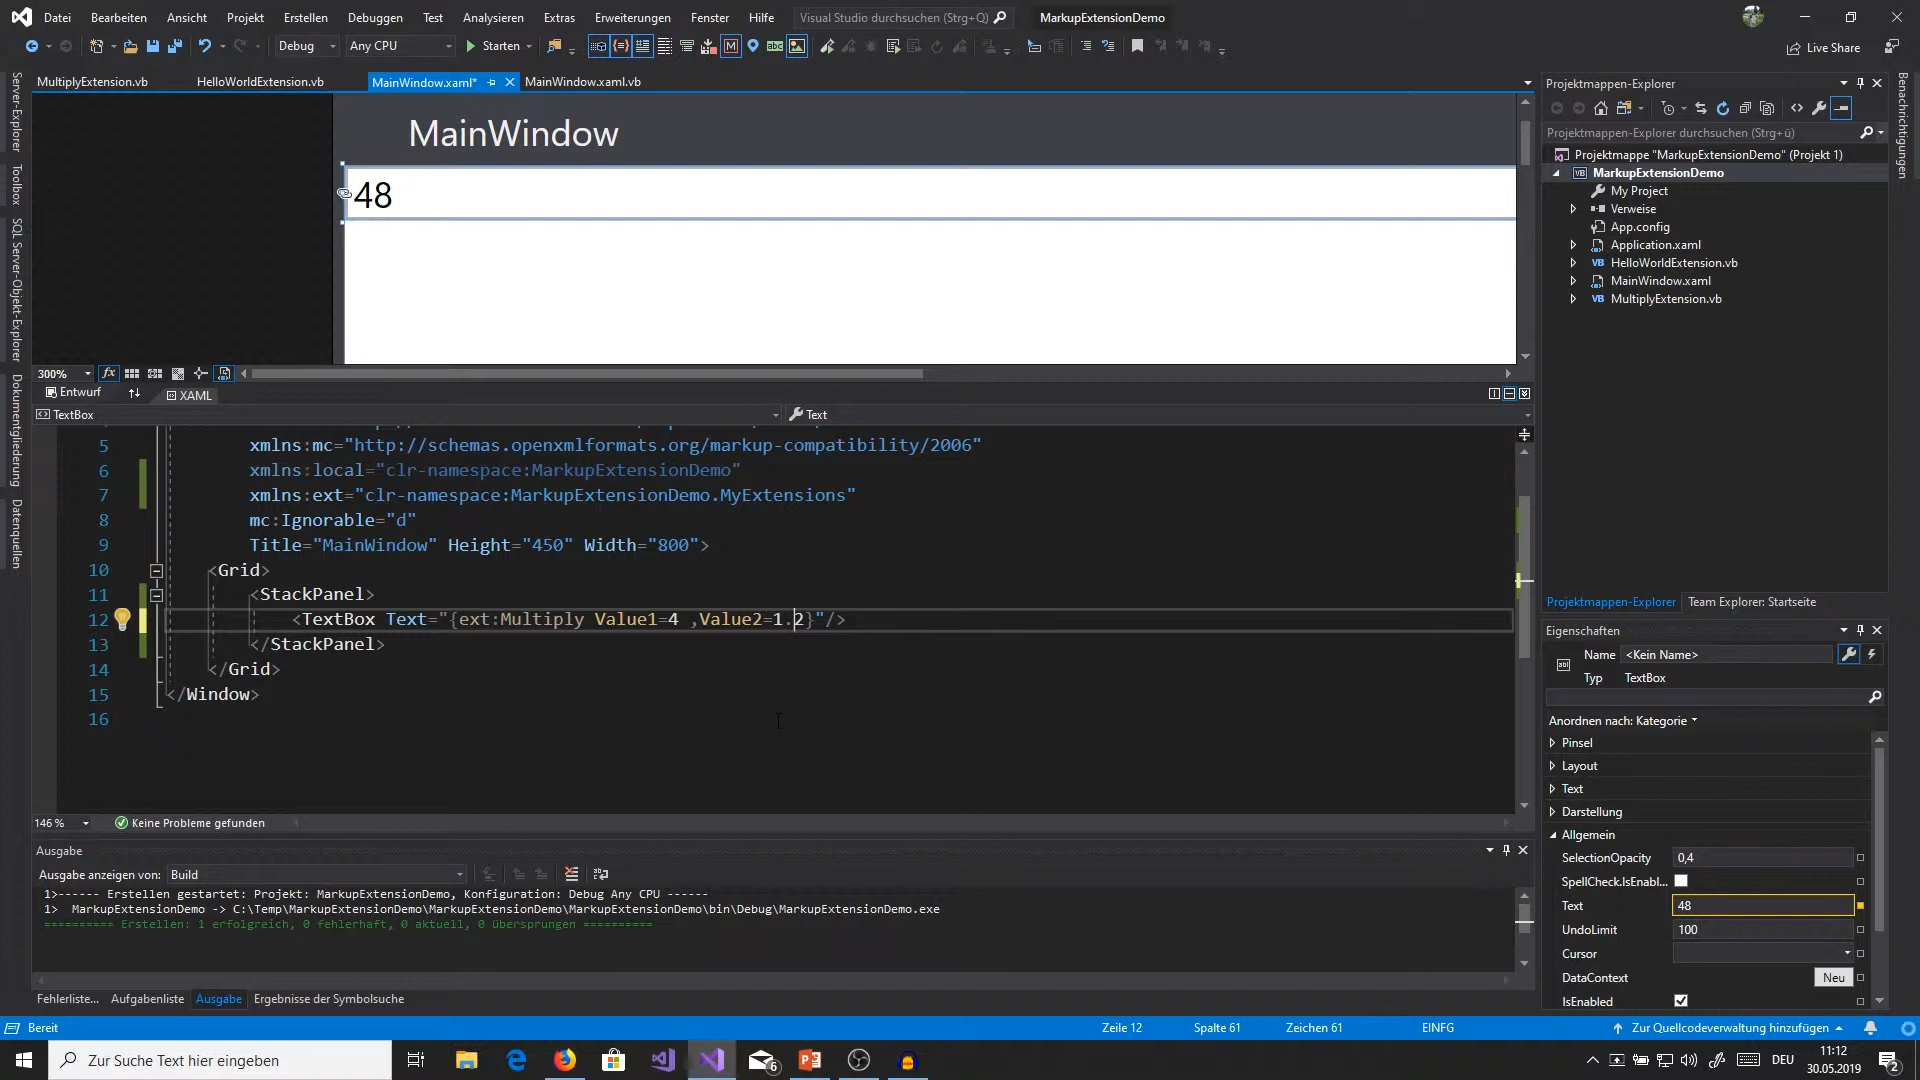 Datei Bearbeiten Ansicht Projekt Erstellen Debuggen Test Analysieren Extras Erweiterungen Fenster Hilfe Visual Studio durchsuchen (Strg+Q) MarkupExtensionDemo
Debug Any CPU Starten Live Share
MultiplyExtension.vb HelloWorldExtension.vb MainWindow.xaml* MainWindow.xaml.vb
Server-Explorer
Toolbox
SQL Server-Objekt-Explorer
Dokumentgliederung
Datenquellen
MainWindow
48
300%
Entwurf XAML
TextBox Text
5 xmlns:mc="http://schemas.openxmlformats.org/markup-compatibility/2006"
6 xmlns:local="clr-namespace:MarkupExtensionDemo"
7 xmlns:ext="clr-namespace:MarkupExtensionDemo.MyExtensions"
8 mc:Ignorable="d"
9 Title="MainWindow" Height="450" Width="800">
10 <Grid>
11 <StackPanel>
12 <TextBox Text="{ext:Multiply Value1=4 ,Value2=1.2}"/>
13 </StackPanel>
14 </Grid>
15 </Window>
16
146 % Keine Probleme gefunden
Ausgabe
Ausgabe anzeigen von: Build
1>------ Erstellen gestartet: Projekt: MarkupExtensionDemo, Konfiguration: Debug Any CPU ------
1> MarkupExtensionDemo -> C:\Temp\MarkupExtensionDemo\MarkupExtensionDemo\MarkupExtensionDemo\bin\Debug\MarkupExtensionDemo.exe
========== Erstellen: 1 erfolgreich, 0 fehlerhaft, 0 aktuell, 0 übersprungen ==========
Fehlerliste... Aufgabenliste Ausgabe Ergebnisse der Symbolsuche
Projektmappen-Explorer
Projektmappen-Explorer durchsuchen (Strg+ü)
Projektmappe "MarkupExtensionDemo" (Projekt 1)
VB MarkupExtensionDemo
My Project
Verweise
App.config
Application.xaml
VB HelloWorldExtension.vb
MainWindow.xaml
VB MultiplyExtension.vb
Benachrichtigungen
Projektmappen-Explorer Team Explorer: Startseite
Eigenschaften
Name <Kein Name>
Typ TextBox
Anordnen nach: Kategorie
Pinsel
Layout
Text
Darstellung
Allgemein
SelectionOpacity 0,4
SpellCheck.IsEnabl...
Text 48
UndoLimit 100
Cursor
DataContext Neu
IsEnabled
Bereit Zeile 12 Spalte 61 Zeichen 61 EINFG Zur Quellcodeverwaltung hinzufügen
Zur Suche Text hier eingeben 6 DEU 11:12
30.05.2019 2